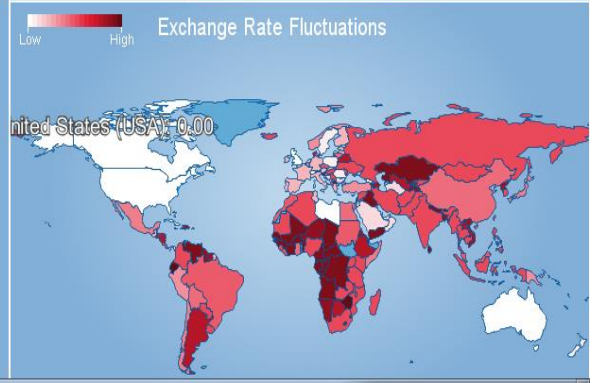 Exchange Rate Fluctuations
Low High
nited States (USA): 0.00